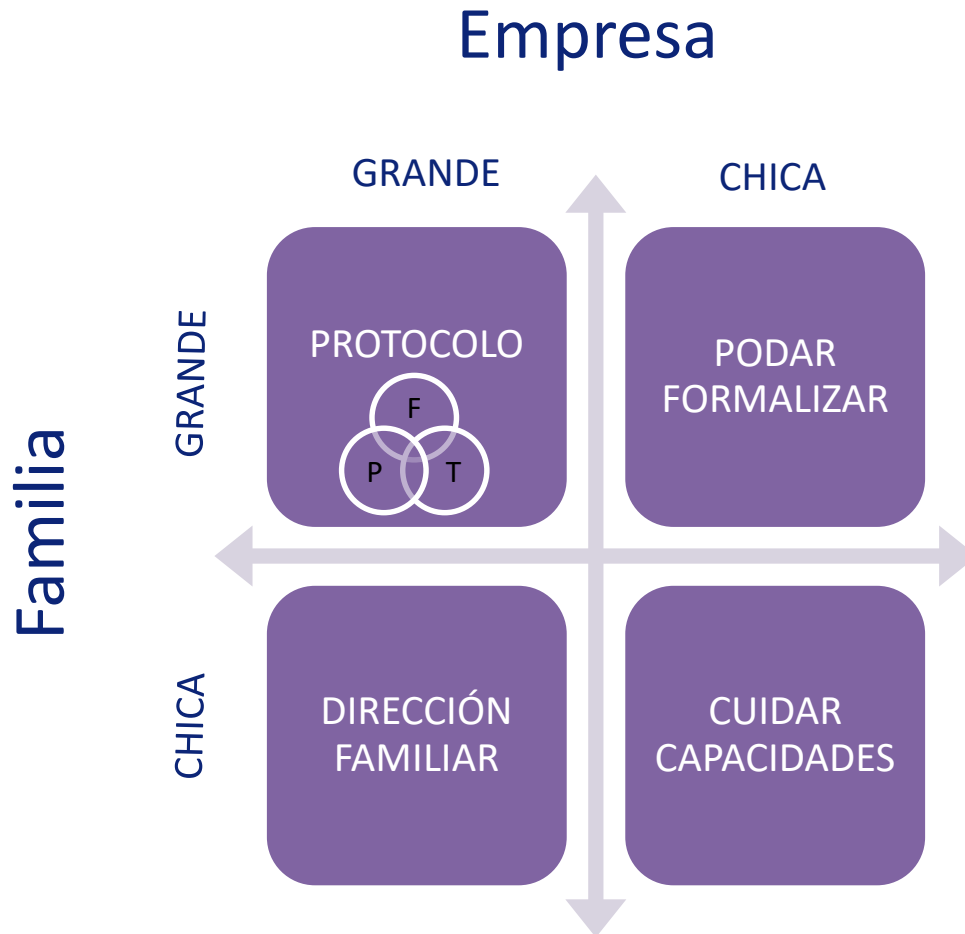 Empresa
GRANDE
CHICA
Familia
GRANDE
PROTOCOLO
F
P
T
PODAR
FORMALIZAR
CHICA
DIRECCIÓN
FAMILIAR
CUIDAR
CAPACIDADES